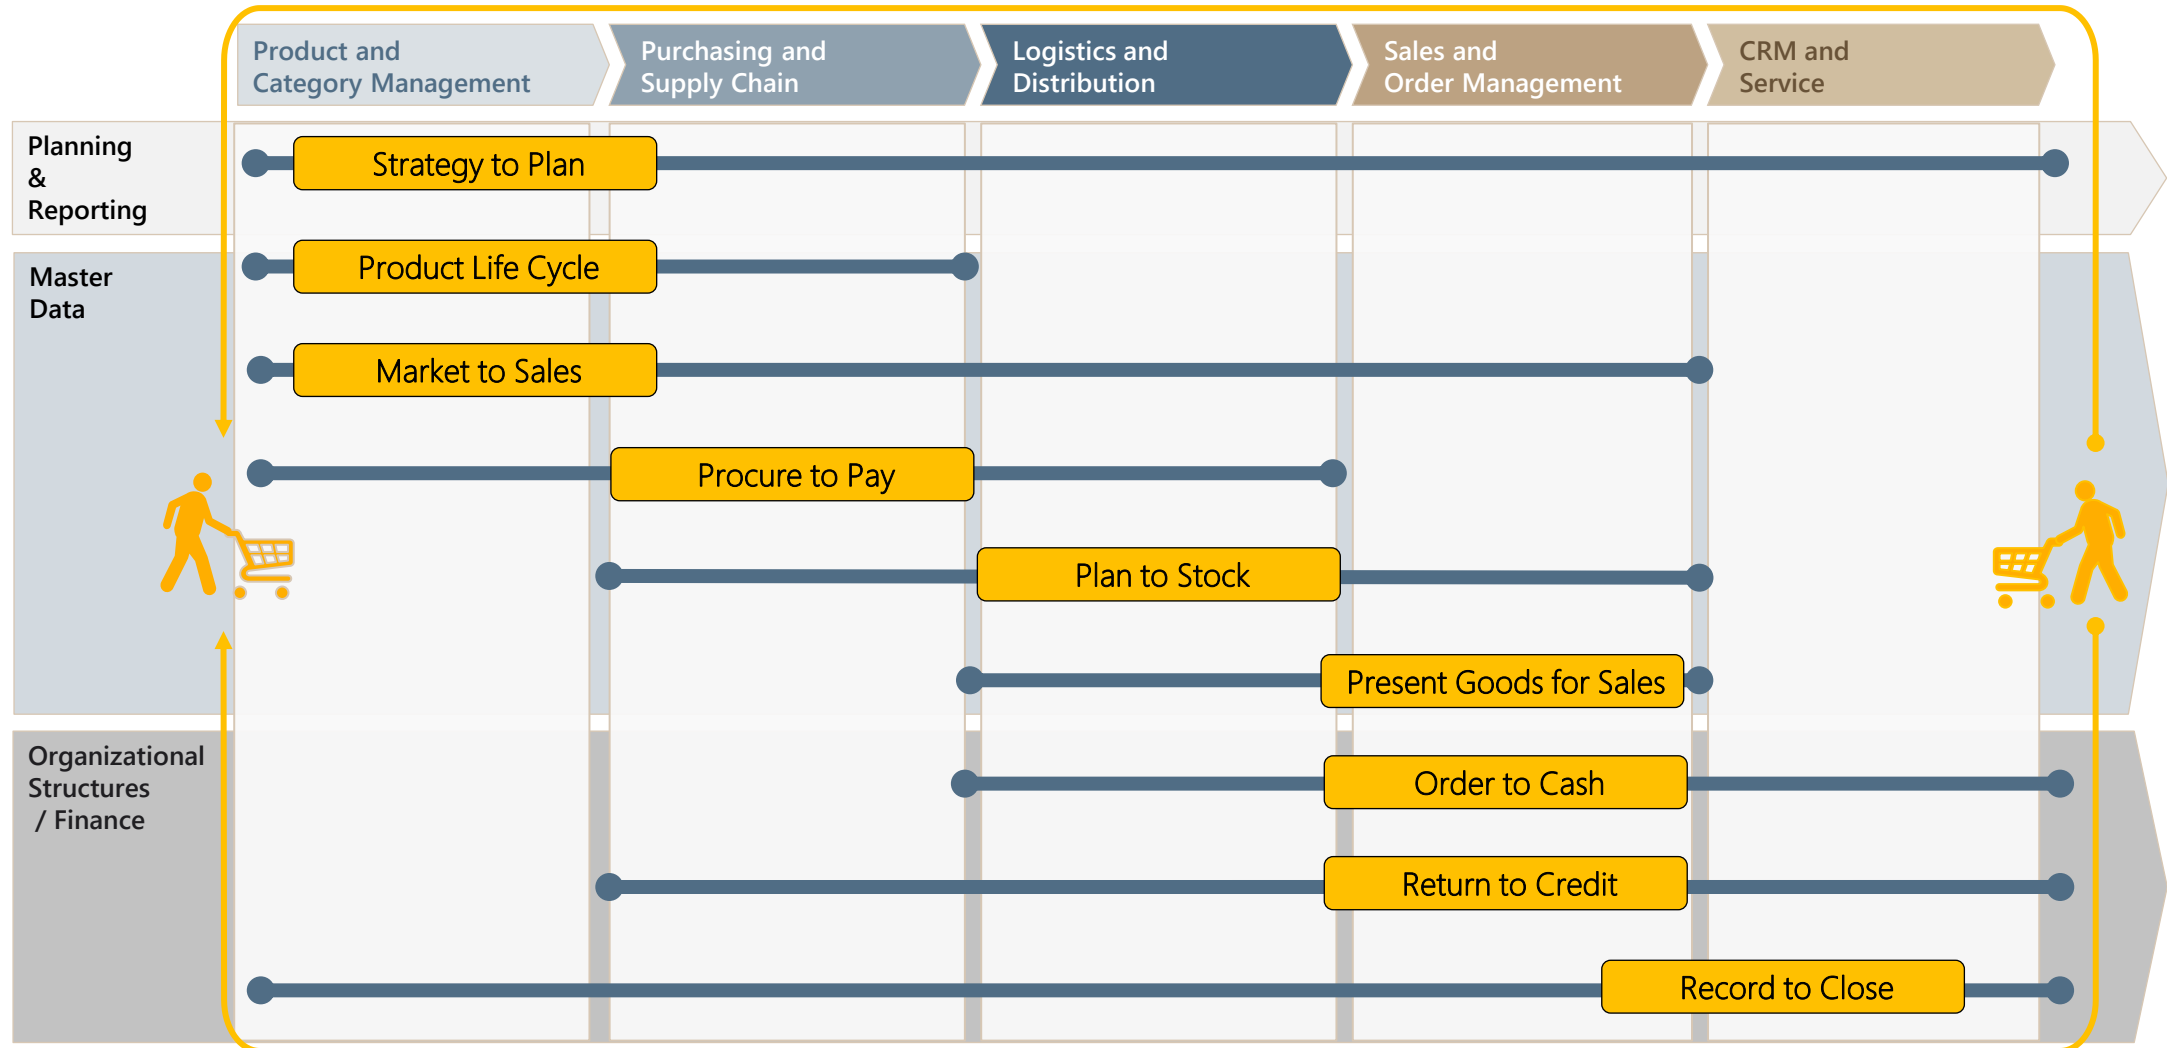 Product and
Category Management
Purchasing and
Supply Chain
Logistics and
Distribution
Sales and
Order Management
CRM and
Service
Planning
&
Reporting
Strategy to Plan
Master
Data
Product Life Cycle
Market to Sales
Procure to Pay
Plan to Stock
Present Goods for Sales
Organizational
Structures
/ Finance
Order to Cash
Return to Credit
Record to Close